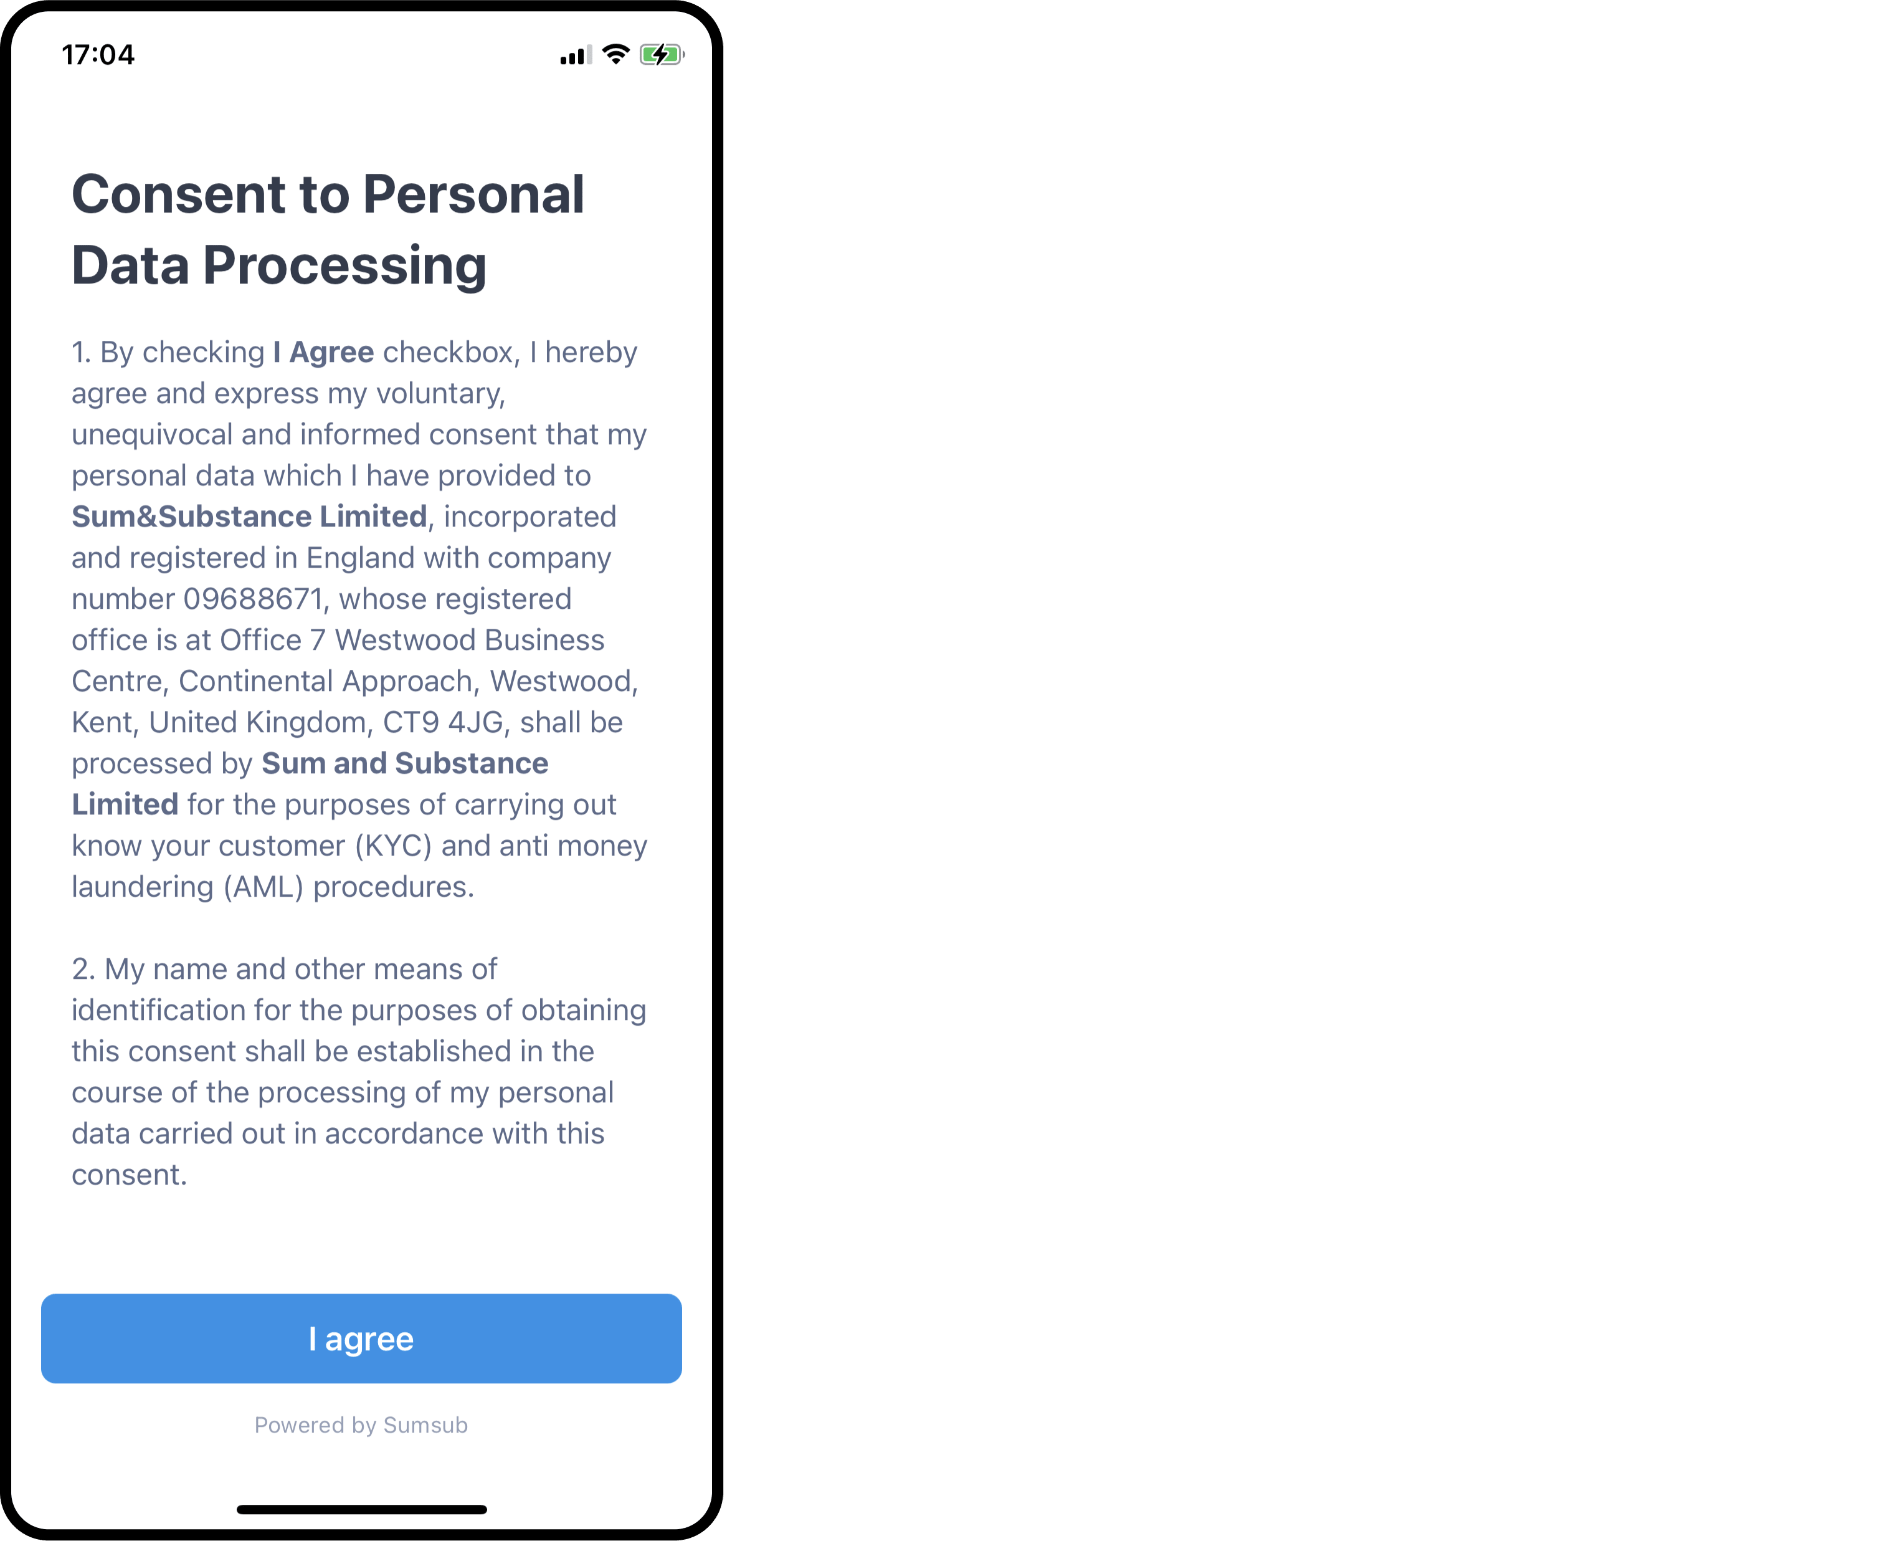 17:04
Consent to Personal
Data Processing
1. By checking I Agree checkbox, I hereby
agree and express my voluntary,
unequivocal and informed consent that my
personal data which I have provided to
Sum&Substance Limited, incorporated
and registered in England with company
number 09688671, whose registered
office is at Office 7 Westwood Business
Centre, Continental Approach, Westwood,
Kent, United Kingdom, CT9 4JG, shall be
processed by Sum and Substance
Limited for the purposes of carrying out
know your customer (KYC) and anti money
laundering (AML) procedures.
2. My name and other means of
identification for the purposes of obtaining
this consent shall be established in the
course of the processing of my personal
data carried out in accordance with this
consent.
I agree
Powered by Sumsub